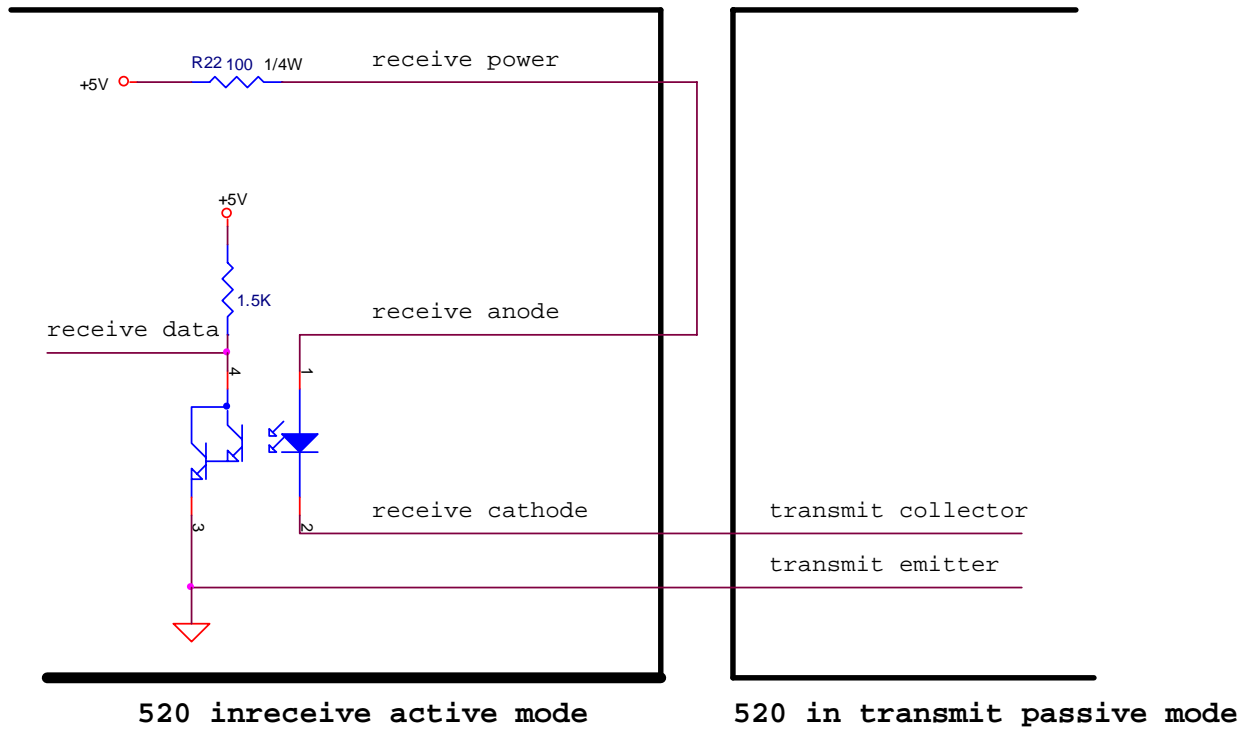 R22 100 1/4W
receive power
+5V
+5V
1.5K
receive anode
receive data
4
1
3
2
receive cathode
transmit collector
transmit emitter
520 inreceive active mode
520 in transmit passive mode